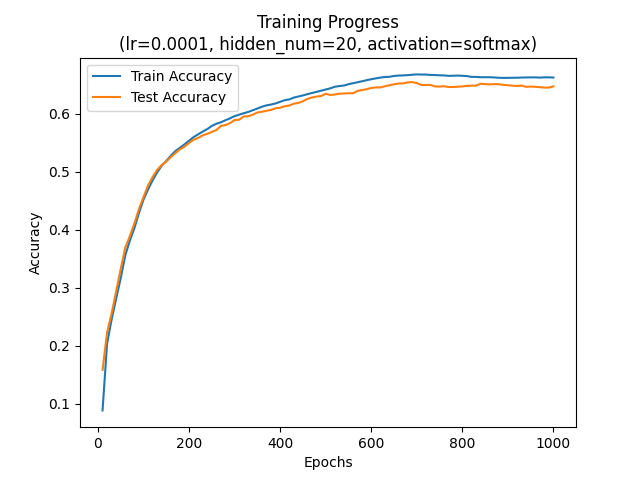 Training Progress
(lr=0.0001, hidden_num=20, activation=softmax)
Train Accuracy
Test Accuracy
0.6
0.5
0.4
0.3
0.2
0.1
Accuracy
0 200 400 600 800 1000
Epochs